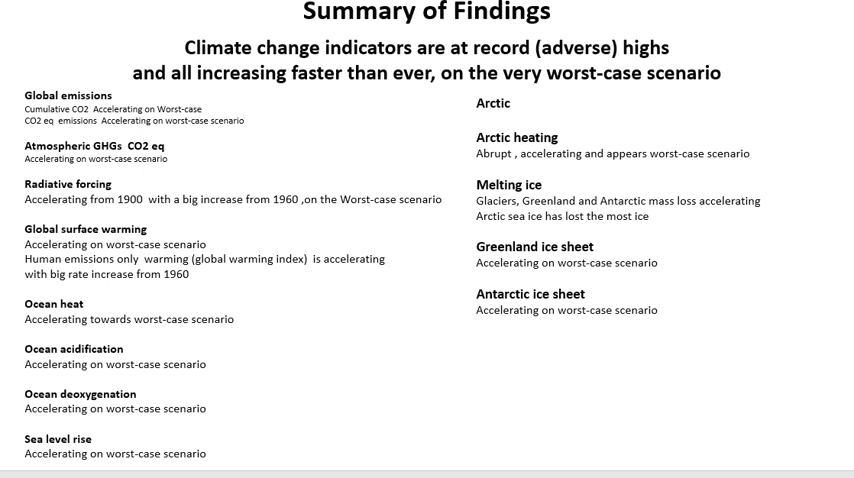 Summary of Findings
Climate change indicators are at record (adverse) highs
and all increasing faster than ever, on the very worst-case scenario
Global emissions
Cumulative CO2  Accelerating on Worst-case
CO2 eq  emissions  Accelerating on worst-case scenario
Atmospheric GHGs  CO2 eq
Accelerating on worst-case scenario
Radiative forcing
Accelerating from 1900  with a big increase from 1960 ,on the Worst-case scenario
Global surface warming
Accelerating on worst-case scenario
Human emissions only  warming (global warming index)  is accelerating
with big rate increase from 1960
Ocean heat
Accelerating towards worst-case scenario
Ocean acidification
Accelerating on worst-case scenario
Ocean deoxygenation
Accelerating on worst-case scenario
Sea level rise
Accelerating on worst-case scenario
Arctic
Arctic heating
Abrupt , accelerating and appears worst-case scenario
Melting ice
Glaciers, Greenland and Antarctic mass loss accelerating
Arctic sea ice has lost the most ice
Greenland ice sheet
Accelerating on worst-case scenario
Antarctic ice sheet
Accelerating on worst-case scenario